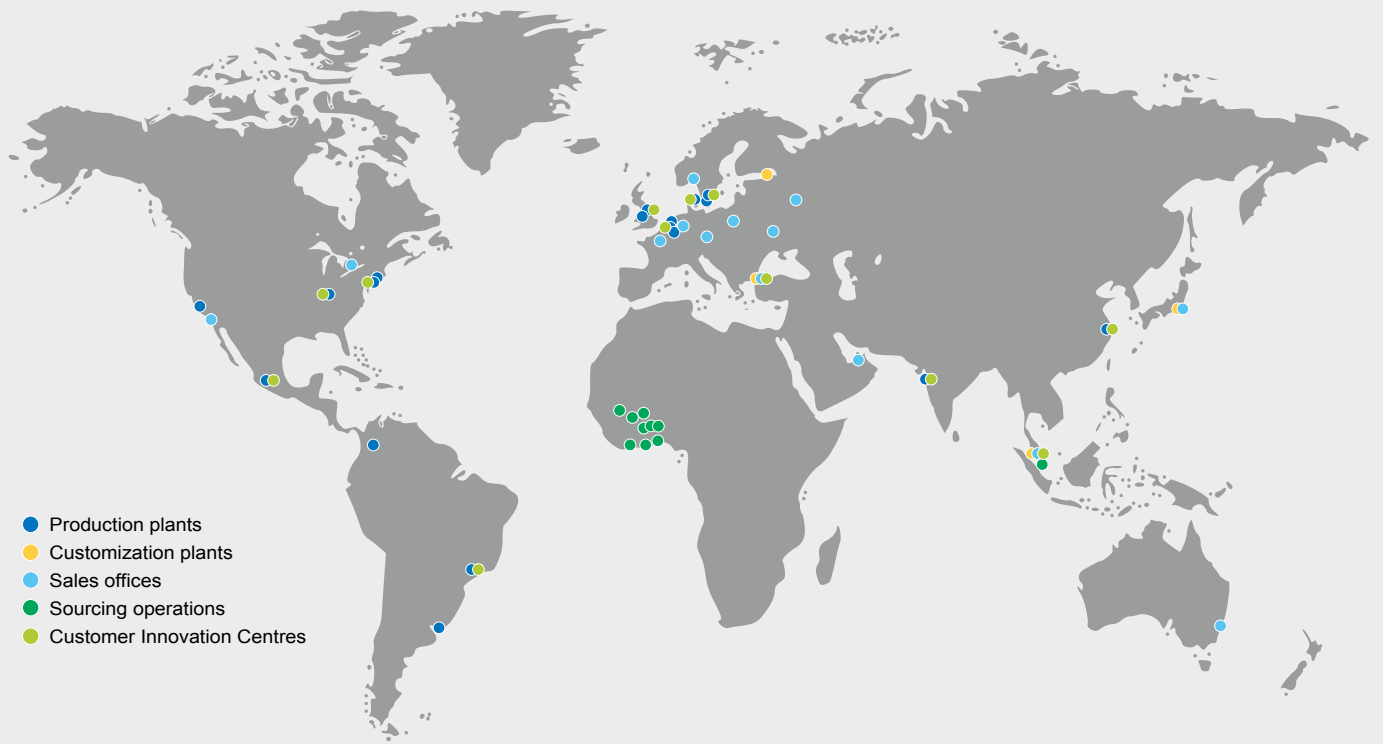 Production plants
Customization plants
Sales offices
Sourcing operations
Customer Innovation Centres